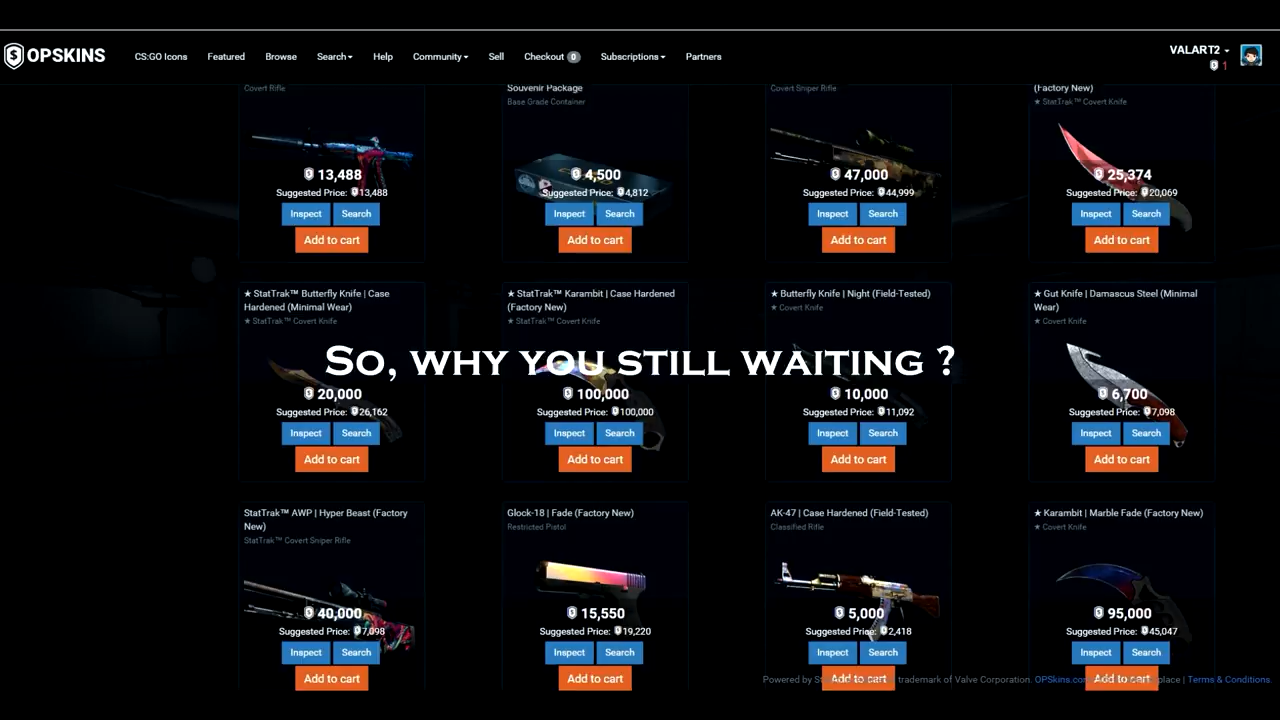 OPSKINS CS:GO Icons Featured Browse Search Help Community Sell Checkout 0 Subscriptions Partners VALART2
1
Covert Rifle
13,488
Suggested Price: 13,488
Inspect Search
Add to cart
Souvenir Package
Base Grade Container
4,500
Suggested Price: 4,812
Inspect Search
Add to cart
Covert Sniper Rifle
47,000
Suggested Price: 44,999
Inspect Search
Add to cart
(Factory New)
★ StatTrak™ Covert Knife
25,374
Suggested Price: 20,069
Inspect Search
Add to cart
★ StatTrak™ Butterfly Knife | Case
Hardened (Minimal Wear)
★ StatTrak™ Covert Knife
20,000
Suggested Price: 26,162
Inspect Search
Add to cart
★ StatTrak™ Karambit | Case Hardened
(Factory New)
★ StatTrak™ Covert Knife
100,000
Suggested Price: 100,000
Inspect Search
Add to cart
★ Butterfly Knife | Night (Field-Tested)
★ Covert Knife
10,000
Suggested Price: 11,092
Inspect Search
Add to cart
★ Gut Knife | Damascus Steel (Minimal
Wear)
★ Covert Knife
6,700
Suggested Price: 7,098
Inspect Search
Add to cart
So, why you still waiting ?
StatTrak™ AWP | Hyper Beast (Factory
New)
StatTrak™ Covert Sniper Rifle
40,000
Suggested Price: 7,098
Inspect Search
Add to cart
Glock-18 | Fade (Factory New)
Restricted Pistol
15,550
Suggested Price: 19,220
Inspect Search
Add to cart
AK-47 | Case Hardened (Field-Tested)
Classified Rifle
5,000
Suggested Price: 2,418
Inspect Search
Add to cart
★ Karambit | Marble Fade (Factory New)
★ Covert Knife
95,000
Suggested Price: 45,047
Inspect Search
Add to cart
Powered by trademark of Valve Corporation. | Terms & Conditions.